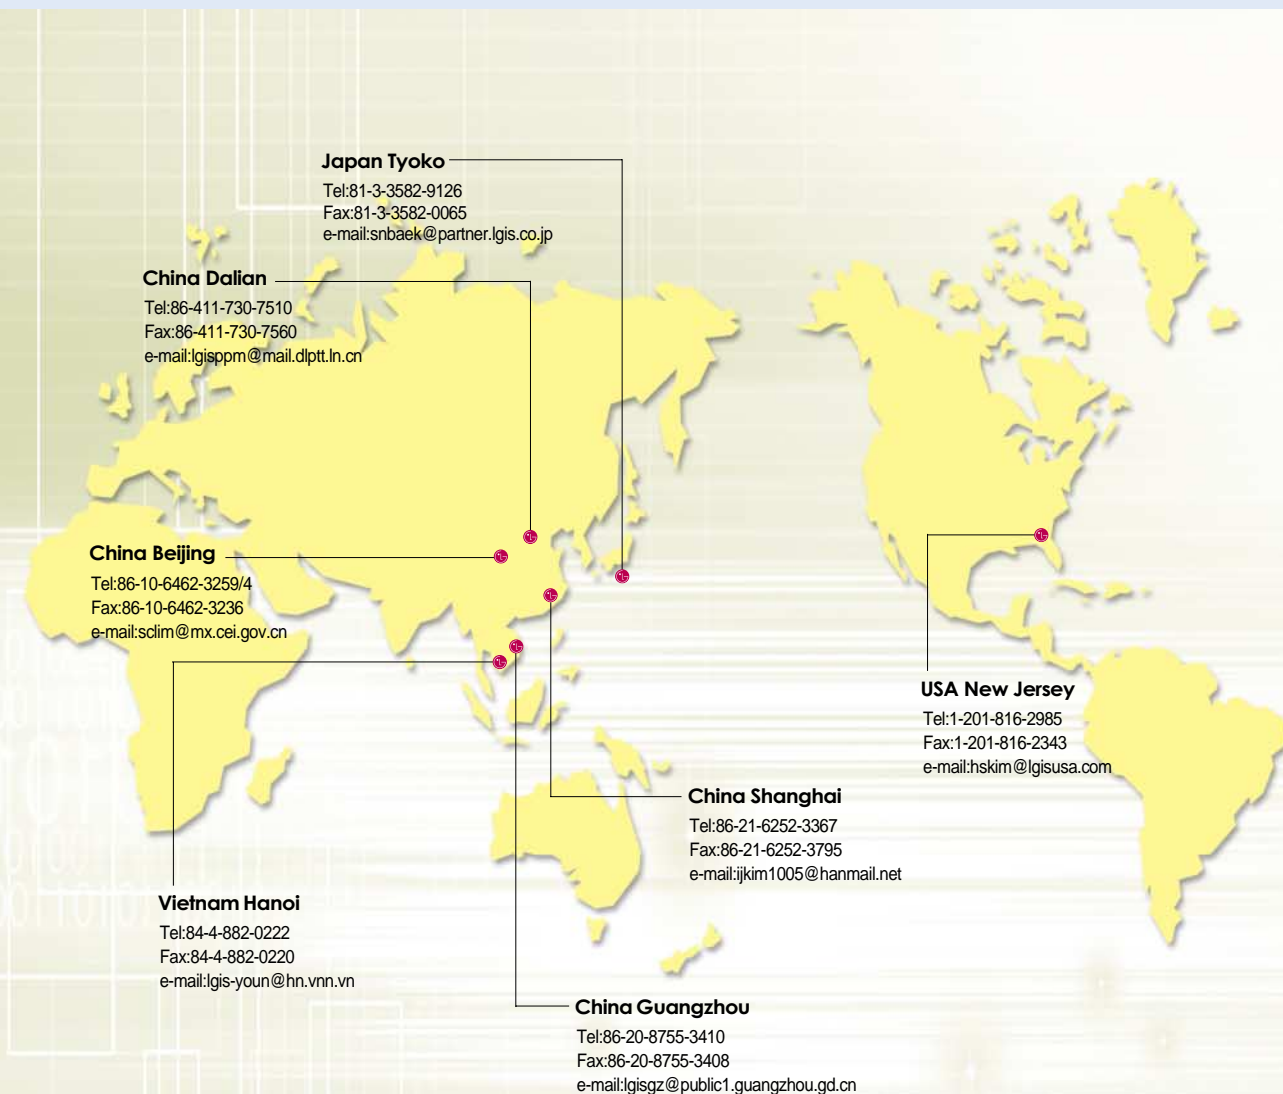 Japan Tyoko
Tel:81-3-3582-9126
Fax:81-3-3582-0065
e-mail:snbaek@partner.lgis.co.jp
China Dalian
Tel:86-411-730-7510
Fax:86-411-730-7560
e-mail:lgisppm@mail.dlptt.ln.cn
China Beijing
Tel:86-10-6462-3259/4
Fax:86-10-6462-3236
e-mail:sclim@mx.cei.gov.cn
USA New Jersey
Tel:1-201-816-2985
Fax:1-201-816-2343
e-mail:hskim@lgisusa.com
China Shanghai
Tel:86-21-6252-3367
Fax:86-21-6252-3795
e-mail:ijkim1005@hanmail.net
Vietnam Hanoi
Tel:84-4-882-0222
Fax:84-4-882-0220
e-mail:lgis-youn@hn.vnn.vn
China Guangzhou
Tel:86-20-8755-3410
Fax:86-20-8755-3408
e-mail:lgisgz@public1.guangzhou.gd.cn